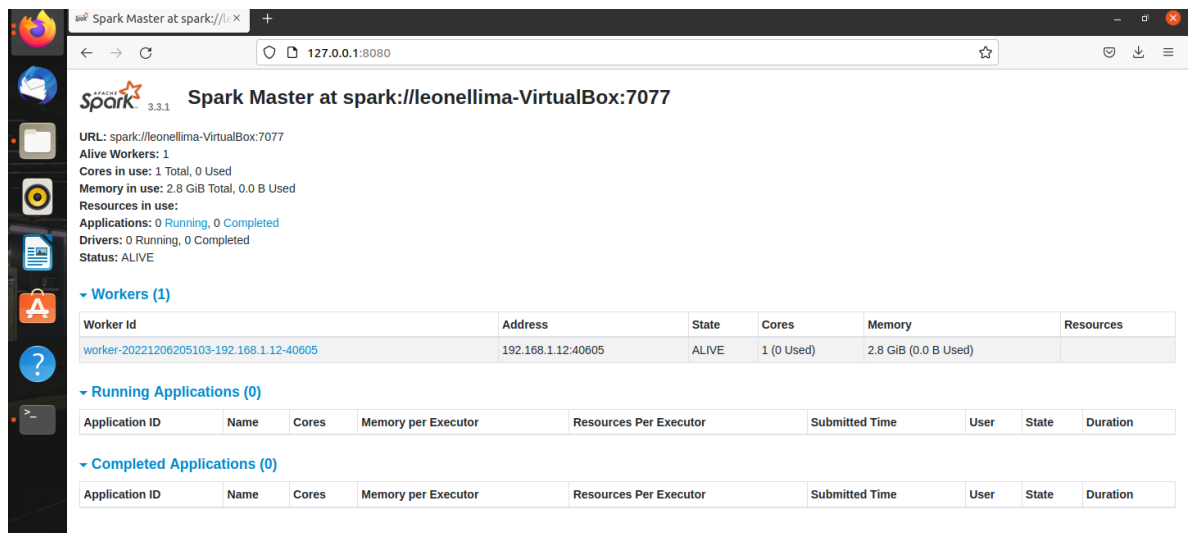 Spark Master at spark://l
127.0.0.1:8080
APACHE
Spark 3.3.1 Spark Master at spark://leonellima-VirtualBox:7077
URL: spark://leonellima-VirtualBox:7077
Alive Workers: 1
Cores in use: 1 Total, 0 Used
Memory in use: 2.8 GiB Total, 0.0 B Used
Resources in use:
Applications: 0 Running, 0 Completed
Drivers: 0 Running, 0 Completed
Status: ALIVE
Workers (1)
Worker Id Address State Cores Memory Resources
worker-20221206205103-192.168.1.12-40605 192.168.1.12:40605 ALIVE 1 (0 Used) 2.8 GiB (0.0 B Used)
Running Applications (0)
Application ID Name Cores Memory per Executor Resources Per Executor Submitted Time User State Duration
Completed Applications (0)
Application ID Name Cores Memory per Executor Resources Per Executor Submitted Time User State Duration